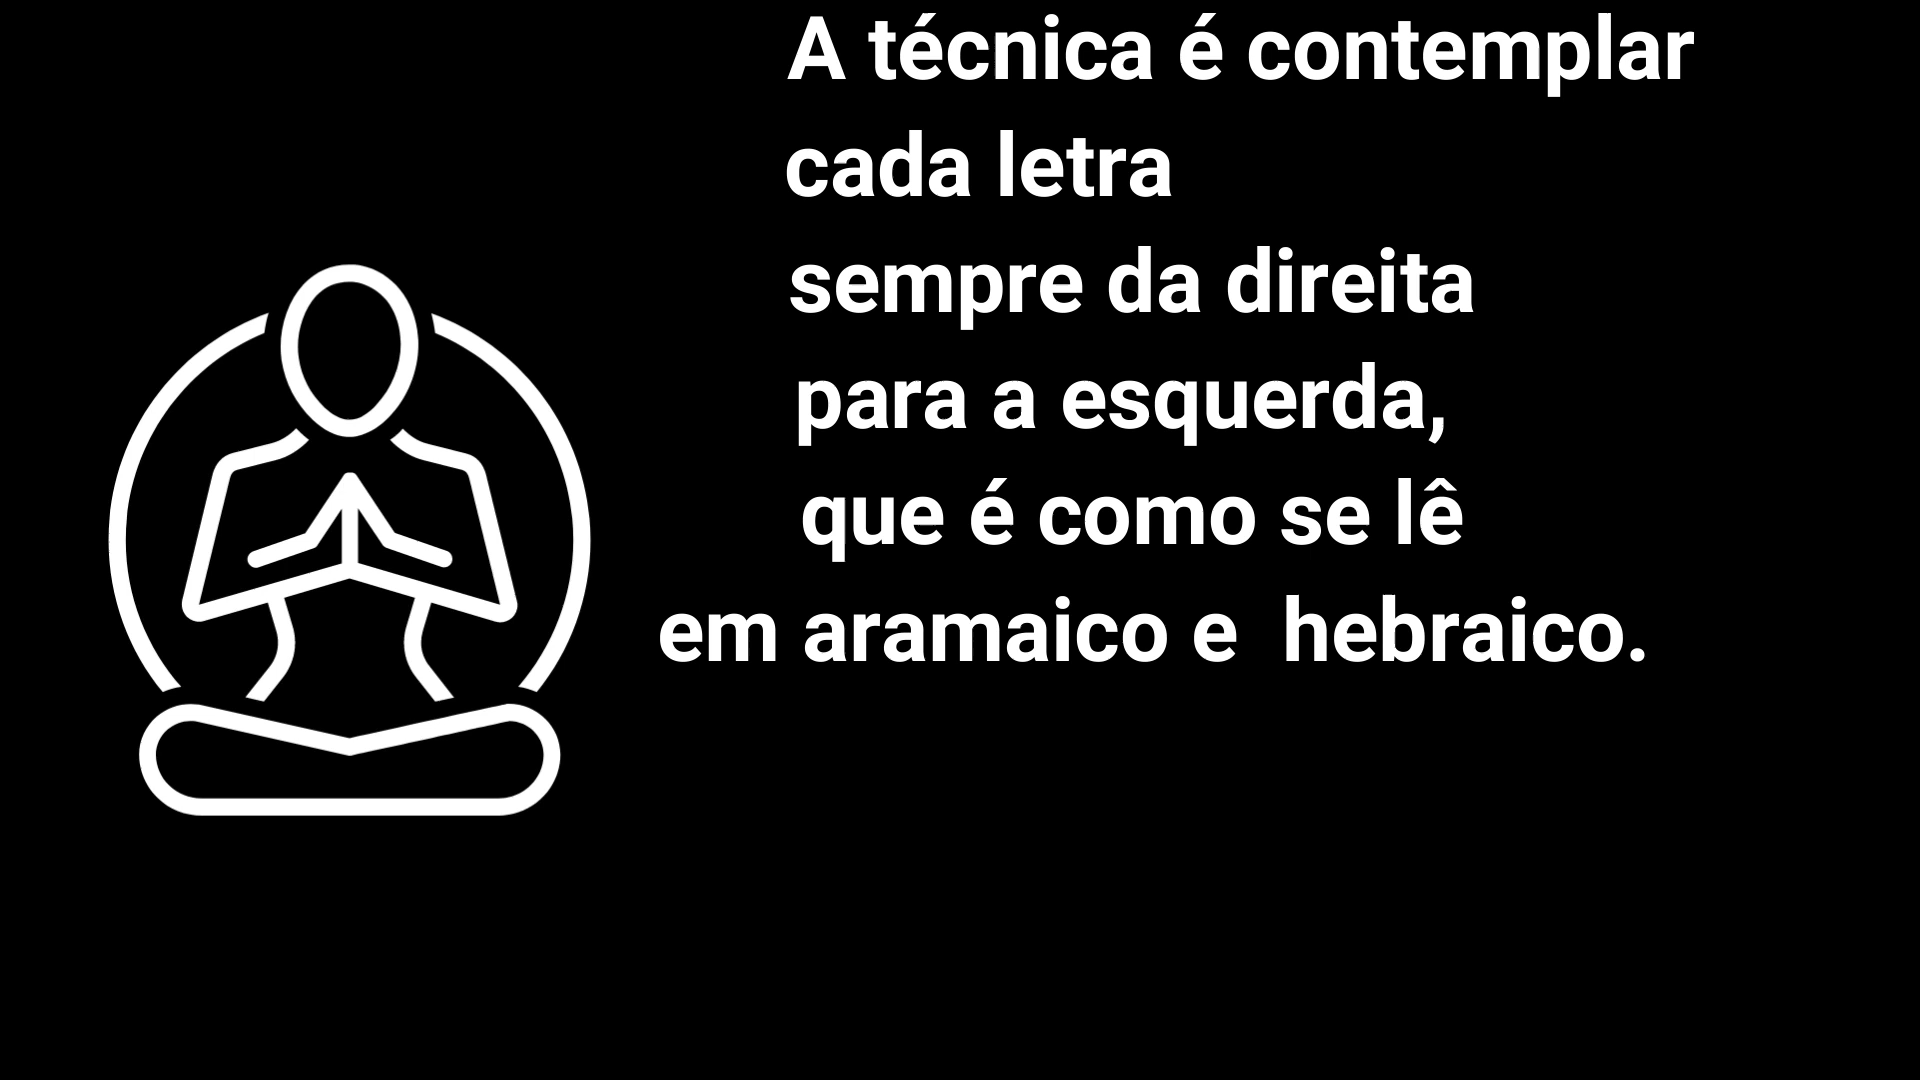 A técnica é contemplar
cada letra
sempre da direita
para a esquerda,
que é como se lê
em aramaico e  hebraico.